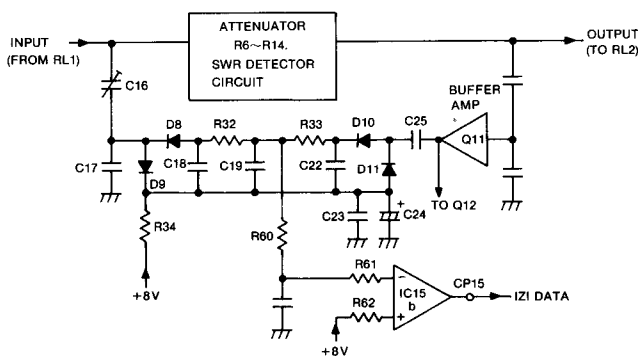 ATTENUATOR
R6~R14.
SWR DETECTOR
CIRCUIT
INPUT
(FROM RL1)
OUTPUT
(TO RL2)
C16
BUFFER
AMP
D8
R32
R33
D10
C25
Q11
C17
D9
C18
C19
C22
D11
TO Q12
R34
C23
+
C24
R60
+8V
R61
R62
−
+
IC15
b
CP15
IZI DATA
+8V